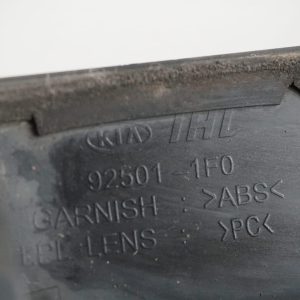 KIA IHL
92501-1F0
GARNISH : >ABS<
LENS : >PC<